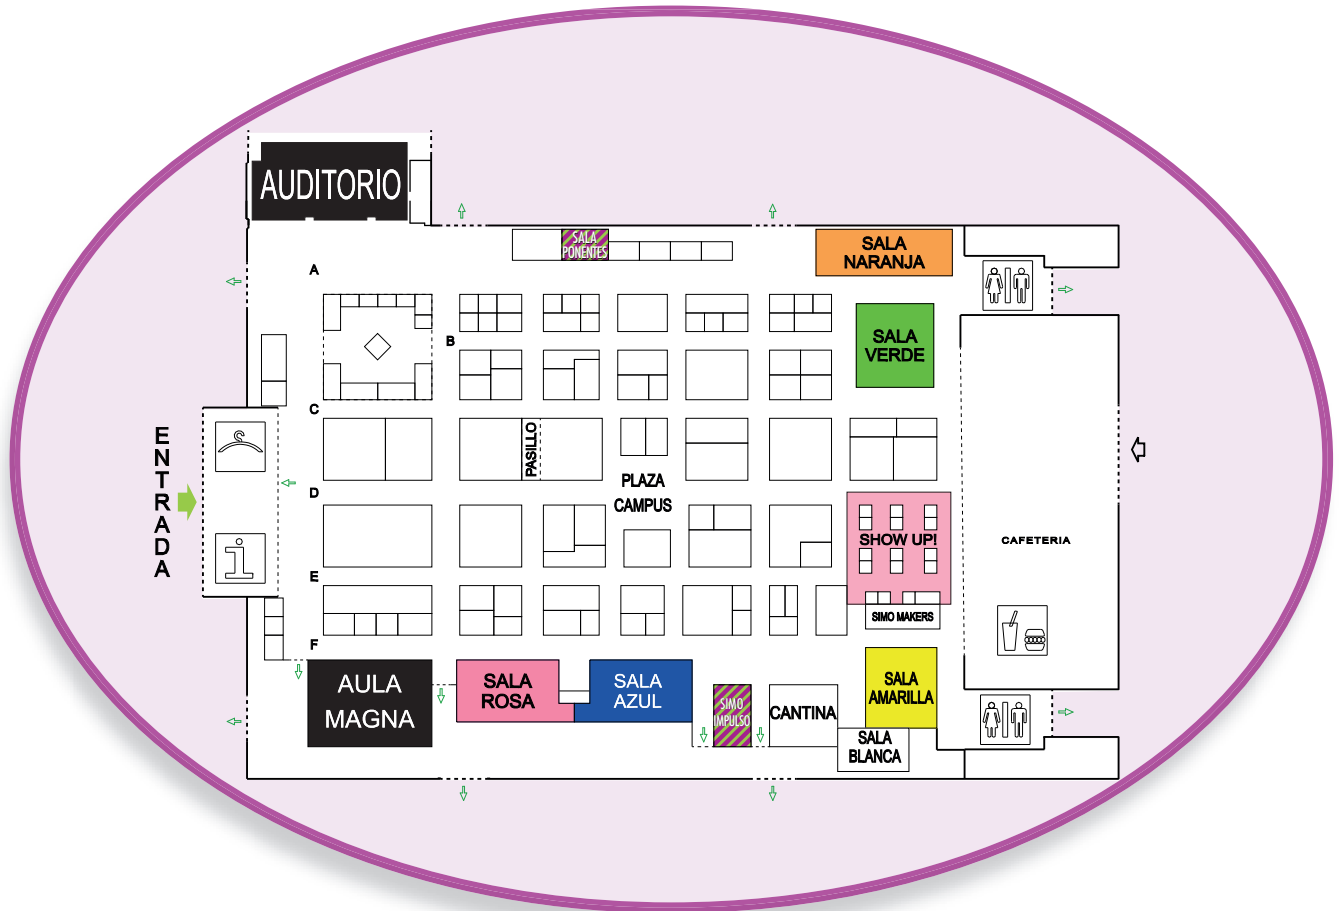 AUDITORIO
SALA
PONENTES
SALA
NARANJA
A
SALA
VERDE
B
C
ENTRADA
PASILLO
PLAZA
CAMPUS
D
SHOW UP!
CAFETERIA
E
SIMO MAKERS
F
AULA
MAGNA
SALA
ROSA
SALA
AZUL
SIMO
IMPULSO
CANTINA
SALA
AMARILLA
SALA
BLANCA